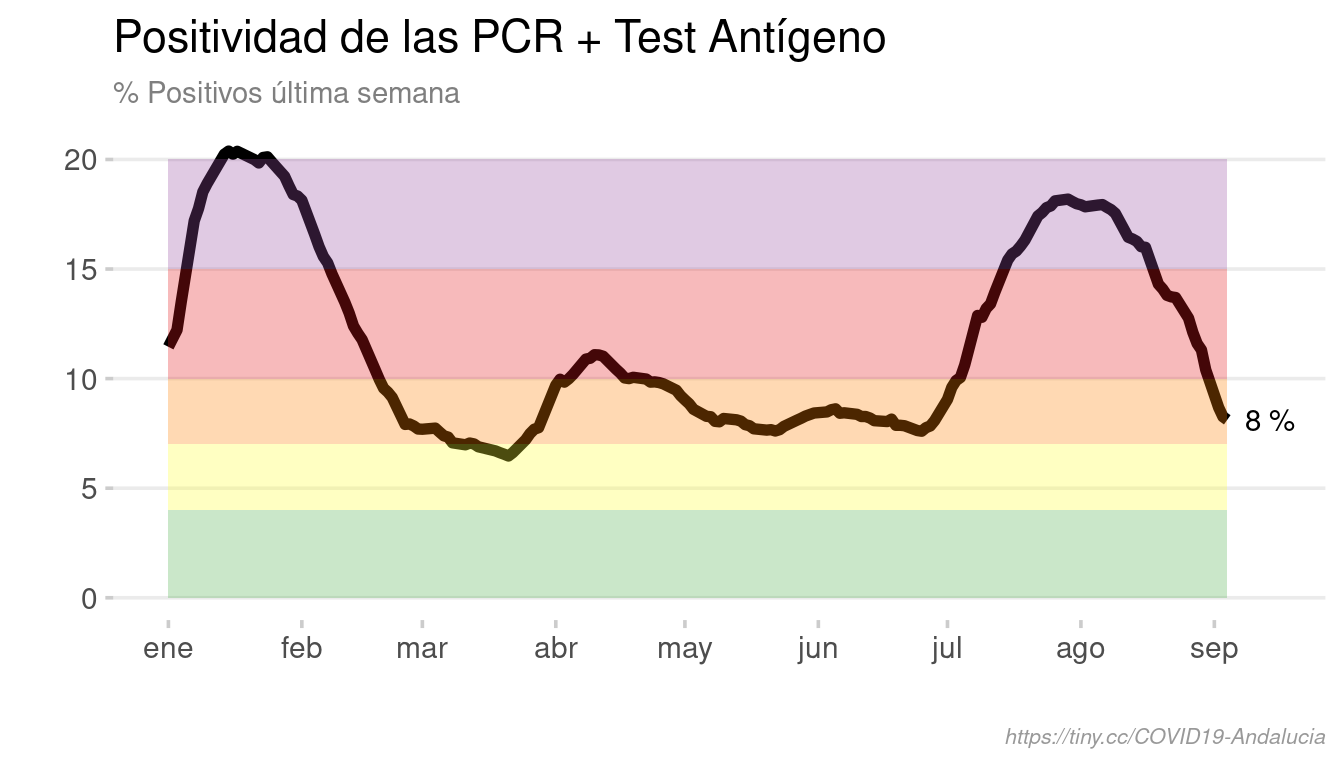 Positividad de las PCR + Test Antígeno
% Positivos última semana
20
15
10
5
0
8 %
ene feb mar abr may jun jul ago sep
https://tiny.cc/COVID19-Andalucia